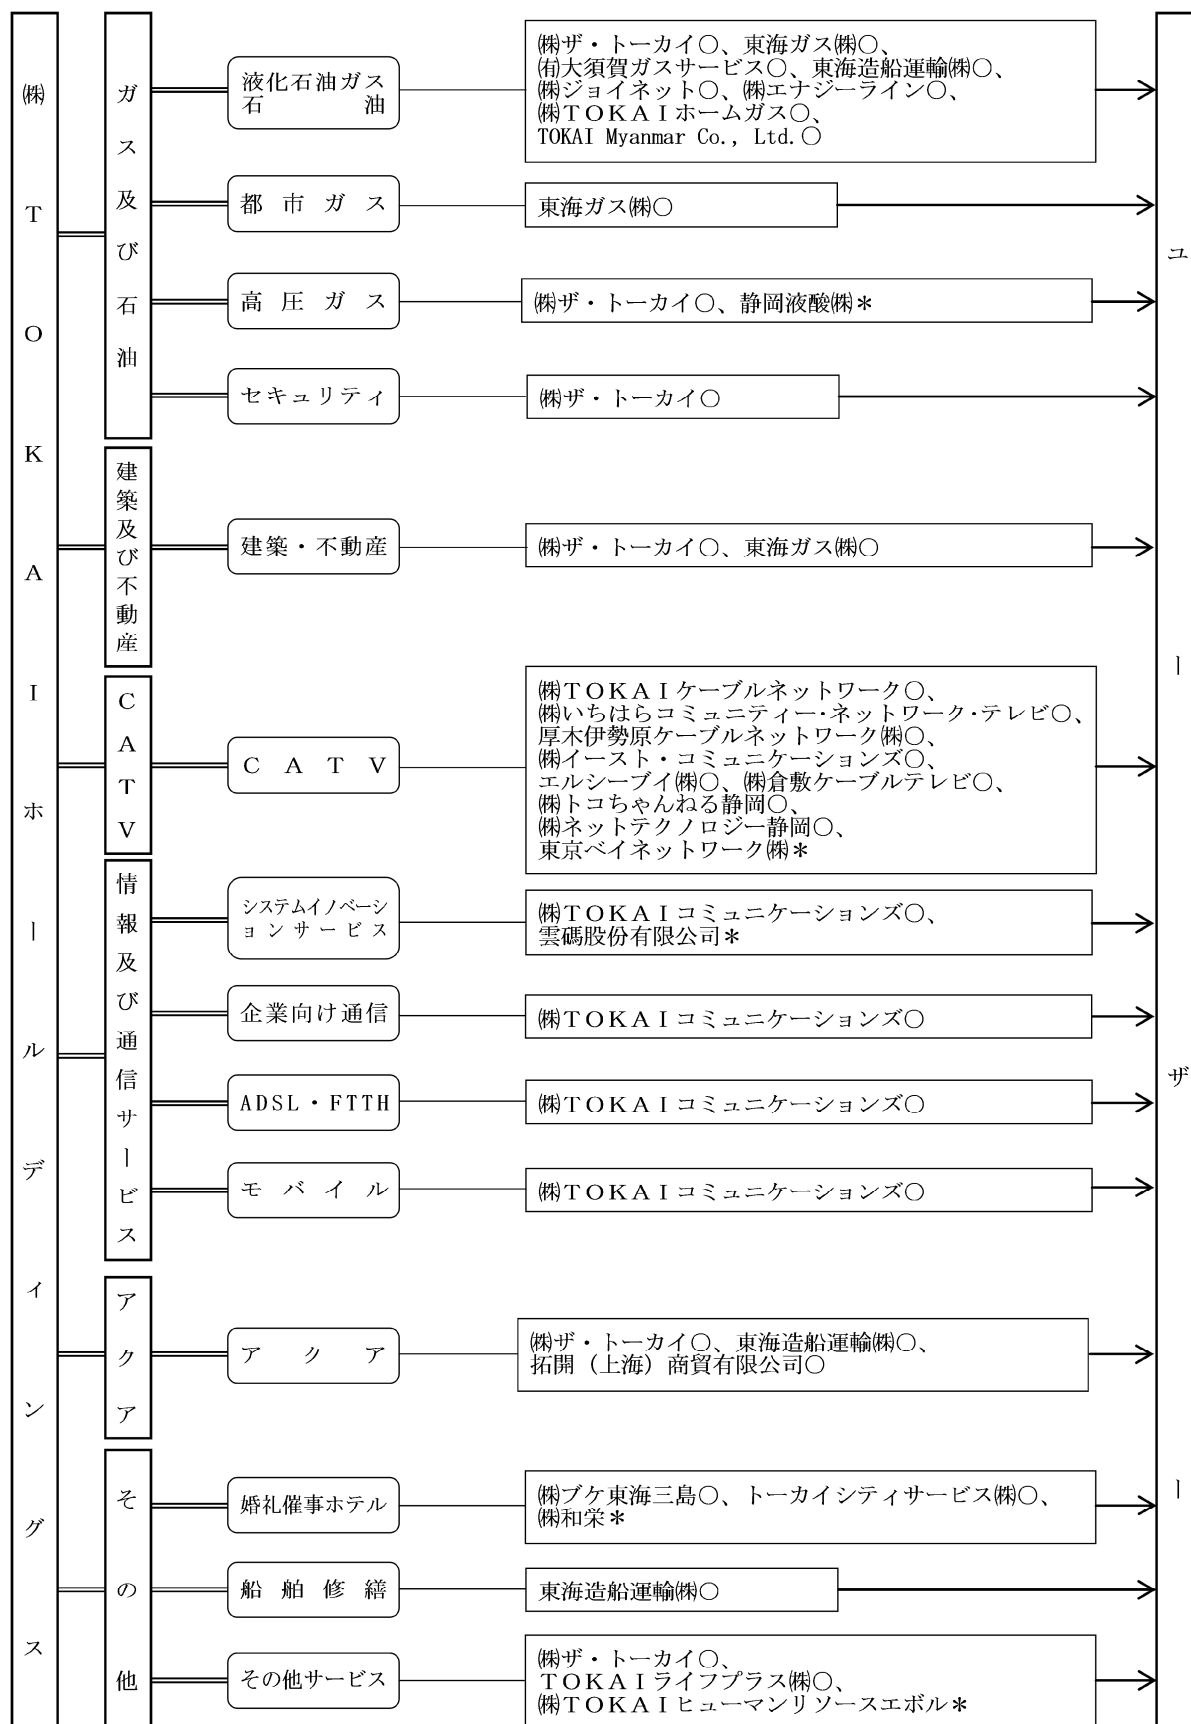 ㈱TOKAIホールディングス
ガス及び石油
液化石油ガス
石油
㈱ザ・トーカイ○、東海ガス㈱○、
㈲大須賀ガスサービス○、東海造船運輸㈱○、
㈱ジョイネット○、㈱エナジーライン○、
㈱TOKAIホームガス○、
TOKAI Myanmar Co., Ltd.○
都市ガス
東海ガス㈱○
高圧ガス
㈱ザ・トーカイ○、静岡液酸㈱＊
セキュリティ
㈱ザ・トーカイ○
建築及び不動産
建築・不動産
㈱ザ・トーカイ○、東海ガス㈱○
CATV
CATV
㈱TOKAIケーブルネットワーク○、
㈱いちはらコミュニティー・ネットワーク・テレビ○、
厚木伊勢原ケーブルネットワーク㈱○、
㈱イースト・コミュニケーションズ○、
エルシーブイ㈱○、㈱倉敷ケーブルテレビ○、
㈱トコちゃんねる静岡○、
㈱ネットテクノロジー静岡○、
東京ベイネットワーク㈱＊
情報及び通信サービス
システムイノベーシ
ョンサービス
㈱TOKAIコミュニケーションズ○、
雲碼股份有限公司＊
企業向け通信
㈱TOKAIコミュニケーションズ○
ADSL・FTTH
㈱TOKAIコミュニケーションズ○
モバイル
㈱TOKAIコミュニケーションズ○
アクア
アクア
㈱ザ・トーカイ○、東海造船運輸㈱○、
拓開（上海）商貿有限公司○
その他
婚礼催事ホテル
㈱ブケ東海三島○、トーカイシティサービス㈱○、
㈱和栄＊
船舶修繕
東海造船運輸㈱○
その他サービス
㈱ザ・トーカイ○、
TOKAIライフプラス㈱○、
㈱TOKAIヒューマンリソースエボル＊
ユーザー